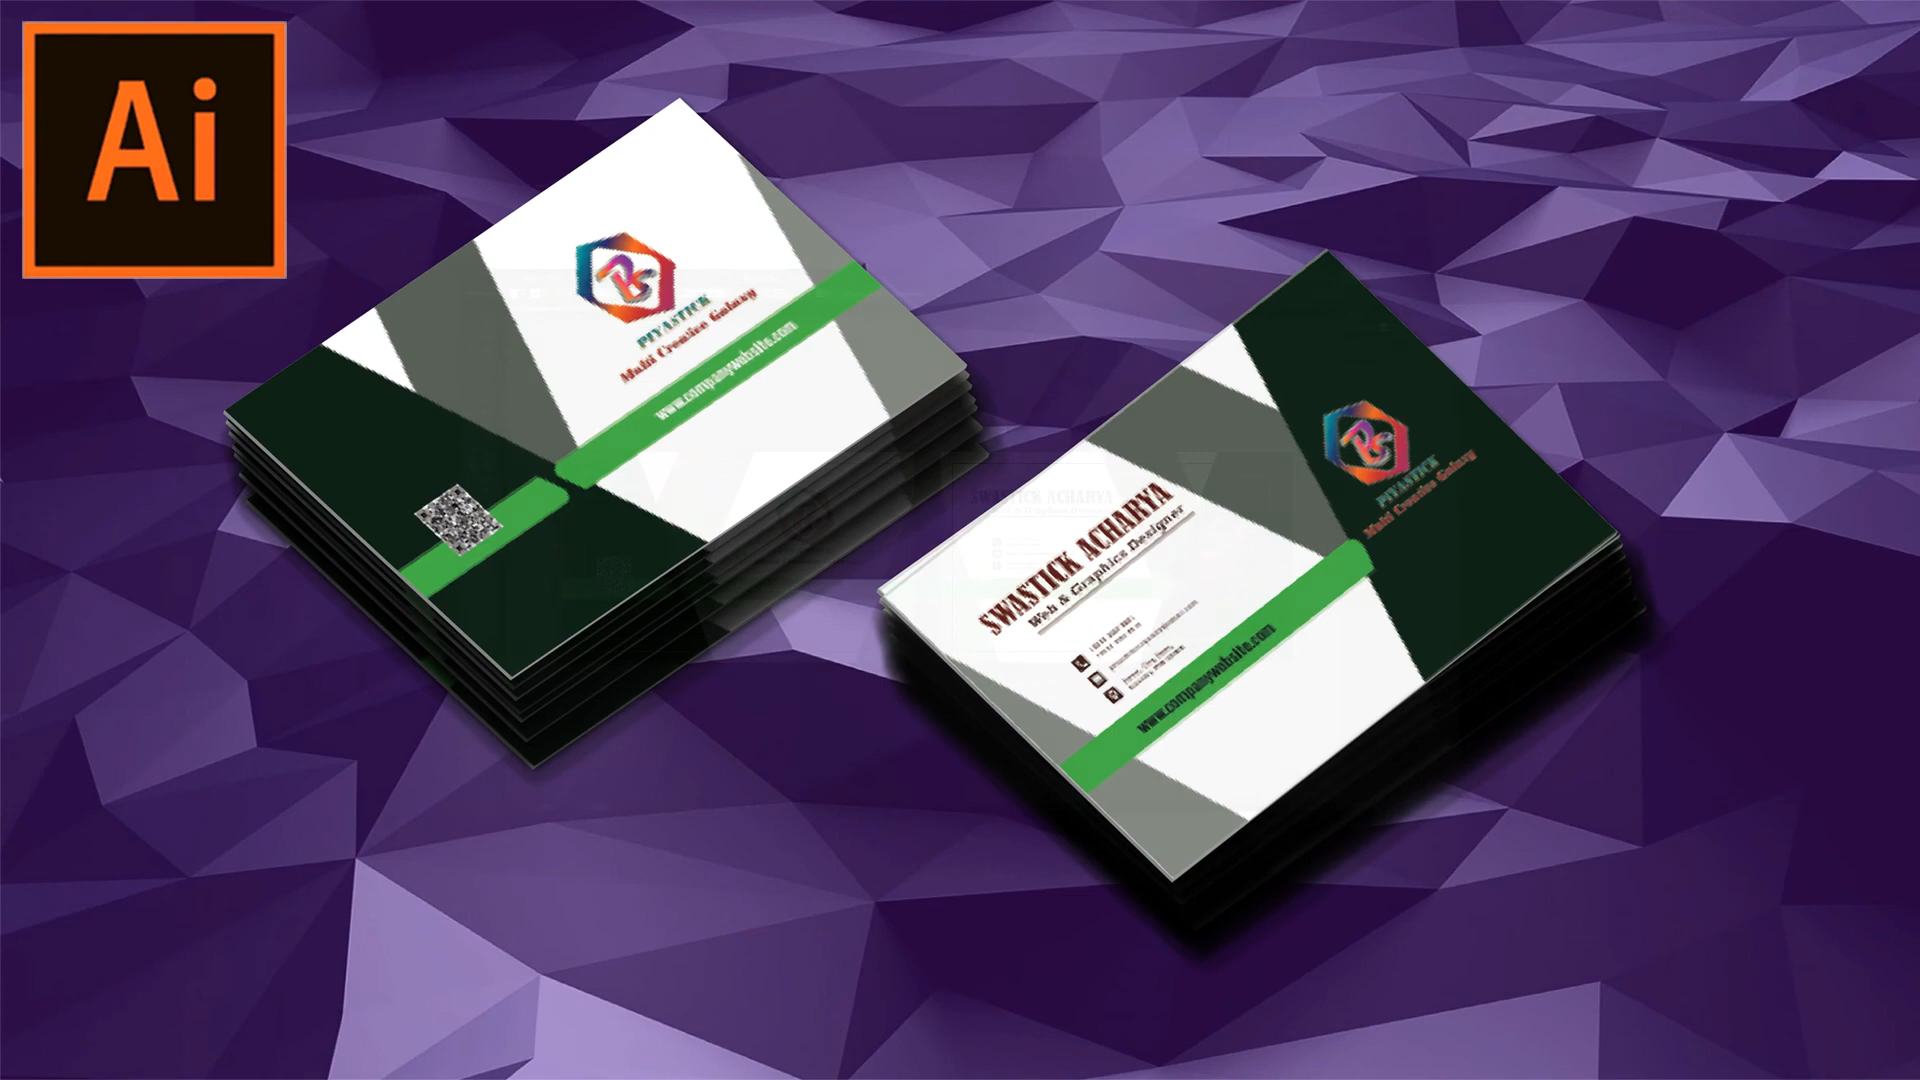 Ai
PIYASTICK
Multi Creative Galaxy
www.companywebsite.com
SWASTICK ACHARYA
Web & Graphics Designer
www.companywebsite.com
PIYASTICK
Multi Creative Galaxy